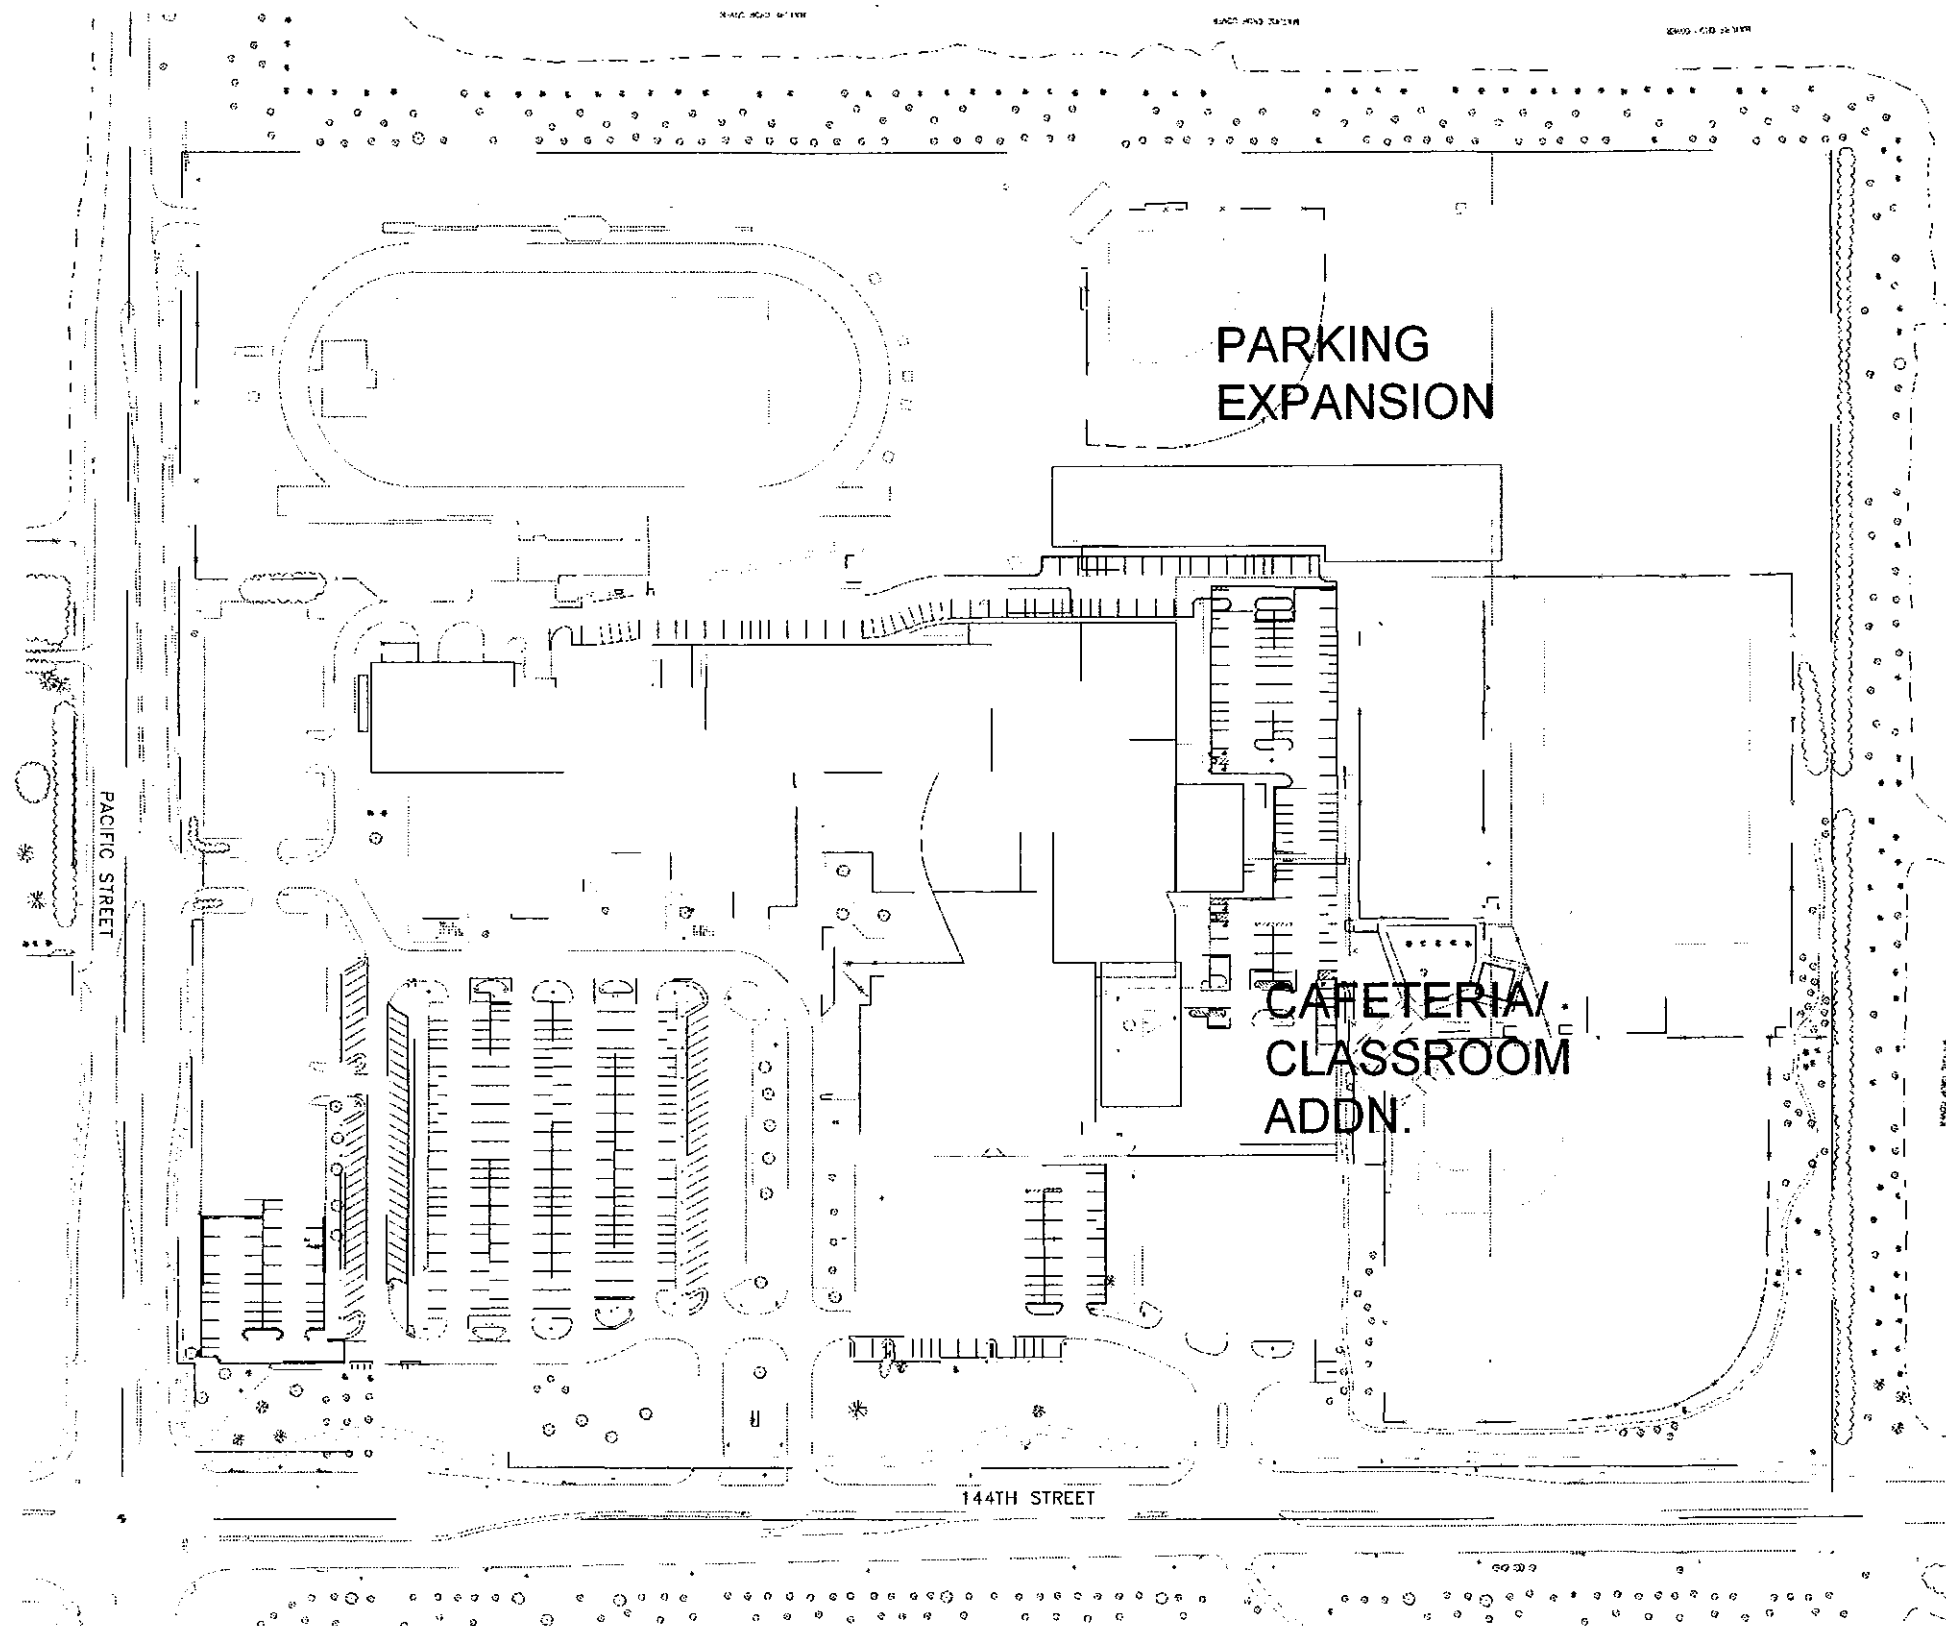 PARKING
EXPANSION
PACIFIC STREET
CAFETERIA/
CLASSROOM
ADDN.
144TH STREET